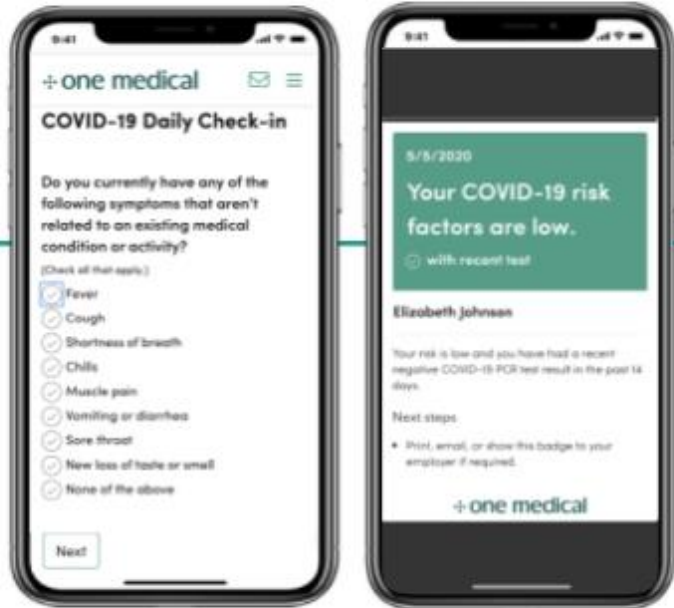 9:41
one medical
COVID-19 Daily Check-in
Do you currently have any of the
following symptoms that aren't
related to an existing medical
condition or activity?
(Check all that apply.)
Fever
Cough
Shortness of breath
Chills
Muscle pain
Vomiting or diarrhea
Sore throat
New loss of taste or smell
None of the above
Next
9:41
5/5/2020
Your COVID-19 risk
factors are low.
with recent test
Elizabeth Johnson
Your risk is low and you have had a recent
negative COVID-19 PCR test result in the past 14
days.
Next steps
• Print, email, or show this badge to your
employer if required.
one medical